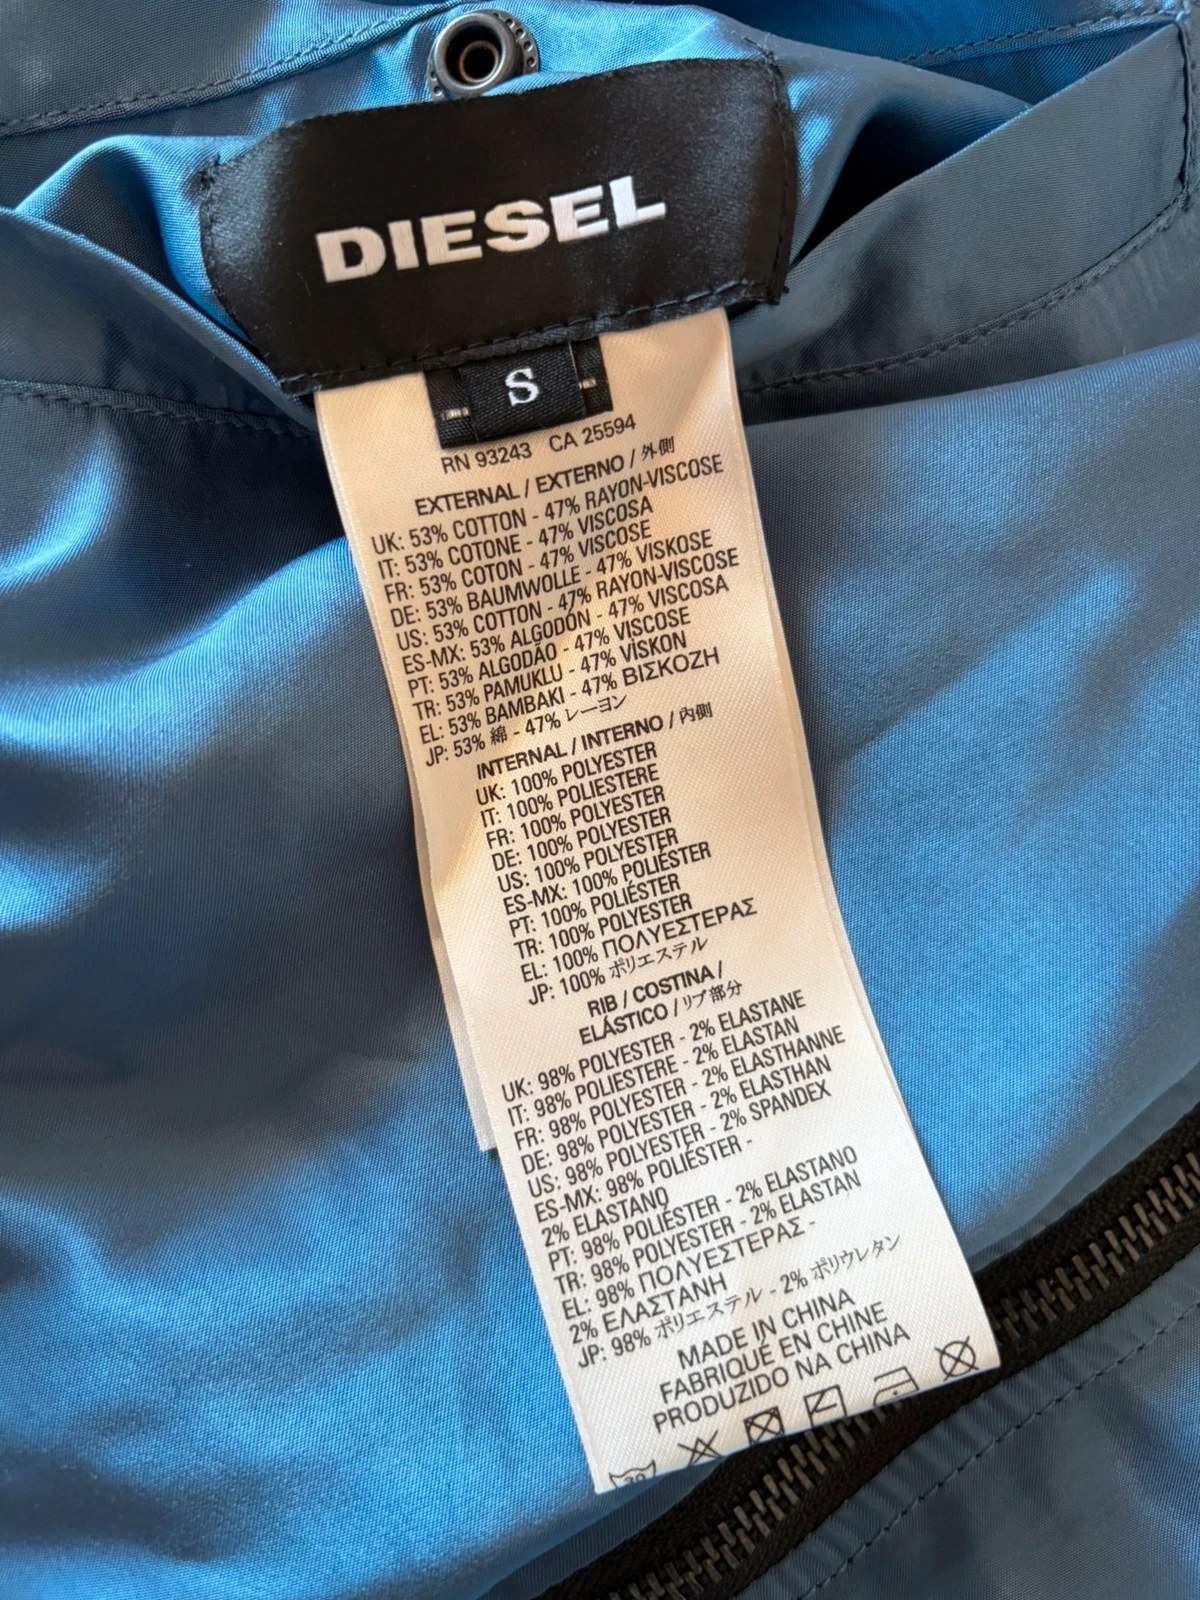 DIESEL
S
RN 93243 CA 25594
EXTERNAL / EXTERNO / 外側
UK: 53% COTTON - 47% RAYON-VISCOSE
IT: 53% COTONE - 47% VISCOSA
FR: 53% COTON - 47% VISCOSE
DE: 53% BAUMWOLLE - 47% VISKOSE
US: 53% COTTON - 47% RAYON-VISCOSE
ES-MX: 53% ALGODÓN - 47% VISCOSA
PT: 53% ALGODÃO - 47% VISCOSE
TR: 53% PAMUKLU - 47% VİSKON
EL: 53% BAMBAKI - 47% ΒΙΣΚΟΖΗ
JP: 53% 綿 - 47% レーヨン
INTERNAL / INTERNO / 内側
UK: 100% POLYESTER
IT: 100% POLIESTERE
FR: 100% POLYESTER
DE: 100% POLYESTER
US: 100% POLYESTER
ES-MX: 100% POLIÉSTER
PT: 100% POLIÉSTER
TR: 100% POLYESTER
EL: 100% ΠΟΛΥΕΣΤΕΡΑΣ
JP: 100% ポリエステル
RIB / COSTINA /
ELÁSTICO / リブ部分
UK: 98% POLYESTER - 2% ELASTANE
IT: 98% POLIESTERE - 2% ELASTAN
FR: 98% POLYESTER - 2% ELASTHANNE
DE: 98% POLYESTER - 2% ELASTHAN
US: 98% POLYESTER - 2% SPANDEX
ES-MX: 98% POLIÉSTER -
2% ELASTANO
PT: 98% POLIÉSTER - 2% ELASTANO
TR: 98% POLYESTER - 2% ELASTAN
EL: 98% ΠΟΛΥΕΣΤΕΡΑΣ -
2% ΕΛΑΣΤΑΝΗ
JP: 98% ポリエステル - 2% ポリウレタン
MADE IN CHINA
FABRIQUÉ EN CHINE
PRODUZIDO NA CHINA
30